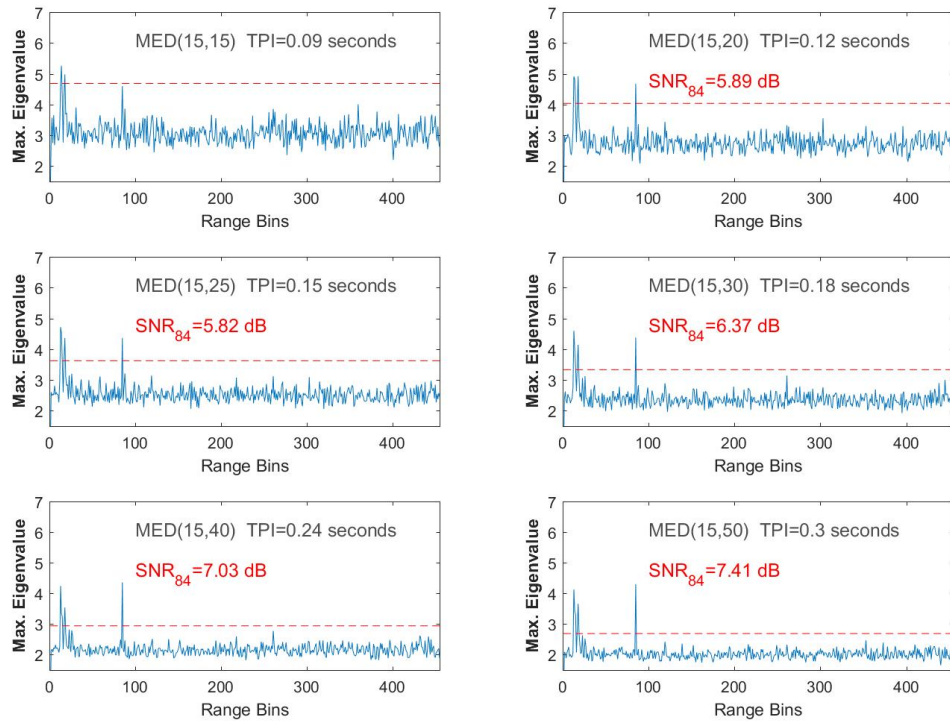 MED(15,15) TPI=0.09 seconds
Max. Eigenvalue
7
6
5
4
3
2
0 100 200 300 400
Range Bins
MED(15,20) TPI=0.12 seconds
SNR84=5.89 dB
Max. Eigenvalue
7
6
5
4
3
2
0 100 200 300 400
Range Bins
MED(15,25) TPI=0.15 seconds
SNR84=5.82 dB
Max. Eigenvalue
7
6
5
4
3
2
0 100 200 300 400
Range Bins
MED(15,30) TPI=0.18 seconds
SNR84=6.37 dB
Max. Eigenvalue
7
6
5
4
3
2
0 100 200 300 400
Range Bins
MED(15,40) TPI=0.24 seconds
SNR84=7.03 dB
Max. Eigenvalue
7
6
5
4
3
2
0 100 200 300 400
Range Bins
MED(15,50) TPI=0.3 seconds
SNR84=7.41 dB
Max. Eigenvalue
7
6
5
4
3
2
0 100 200 300 400
Range Bins